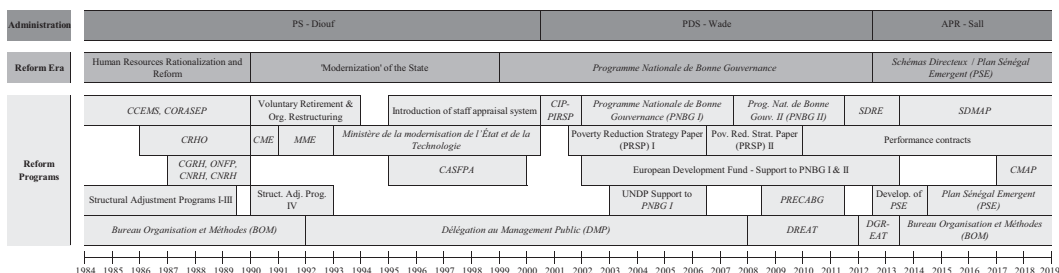 Administration
PS - Diouf
PDS - Wade
APR - Sall
Reform Era
Human Resources Rationalization and
Reform
'Modernization' of the State
Programme Nationale de Bonne Gouvernance
Schémas Directeux / Plan Sénégal
Emergent (PSE)
Reform
Programs
CCEMS, CORASEP
Voluntary Retirement &
Org. Restructuring
Introduction of staff appraisal system
CIP-
PIRSP
Programme Nationale de Bonne
Gouvernance (PNBG I)
Prog. Nat. de Bonne
Gouv. II (PNBG II)
SDRE
SDMAP
CRHO
CME
MME
Ministère de la modernisation de l'État et de la
Technologie
Poverty Reduction Strategy Paper
(PRSP) I
Pov. Red. Strat. Paper
(PRSP) II
Performance contracts
CGRH, ONFP,
CNRH, CNRH
CASFPA
European Development Fund - Support to PNBG I & II
CMAP
Structural Adjustment Programs I-III
Struct. Adj. Prog.
IV
UNDP Support to
PNBG I
PRECABG
Develop. of
PSE
Plan Sénégal Emergent
(PSE)
Bureau Organisation et Méthodes (BOM)
Délégation au Management Public (DMP)
DREAT
DGR-
EAT
Bureau Organisation et Méthodes
(BOM)
1984 1985 1986 1987 1988 1989 1990 1991 1992 1993 1994 1995 1996 1997 1998 1999 2000 2001 2002 2003 2004 2005 2006 2007 2008 2009 2010 2011 2012 2013 2014 2015 2016 2017 2018 2019